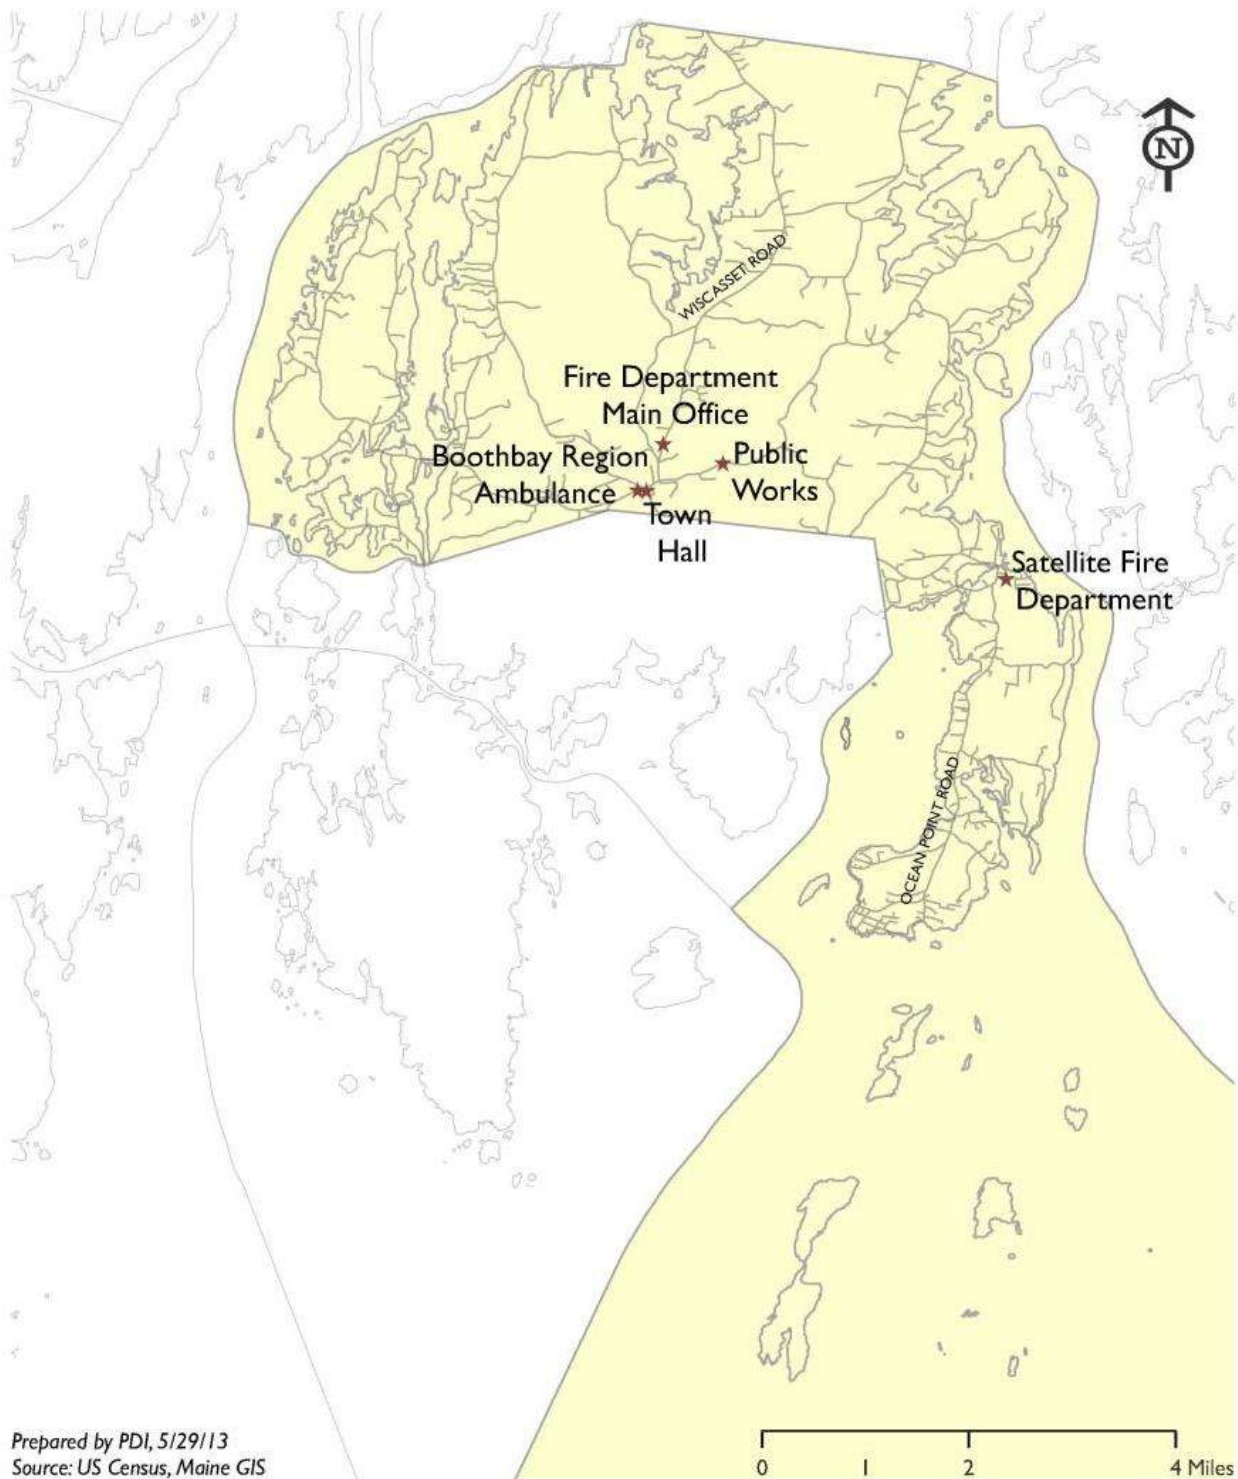 N
WISCASSET ROAD
Fire Department
Main Office
Boothbay Region
Ambulance
Public
Works
Town
Hall
Satellite Fire
Department
OCEAN POINT ROAD
Prepared by PDI, 5/29/13
Source: US Census, Maine GIS
0 1 2 4 Miles